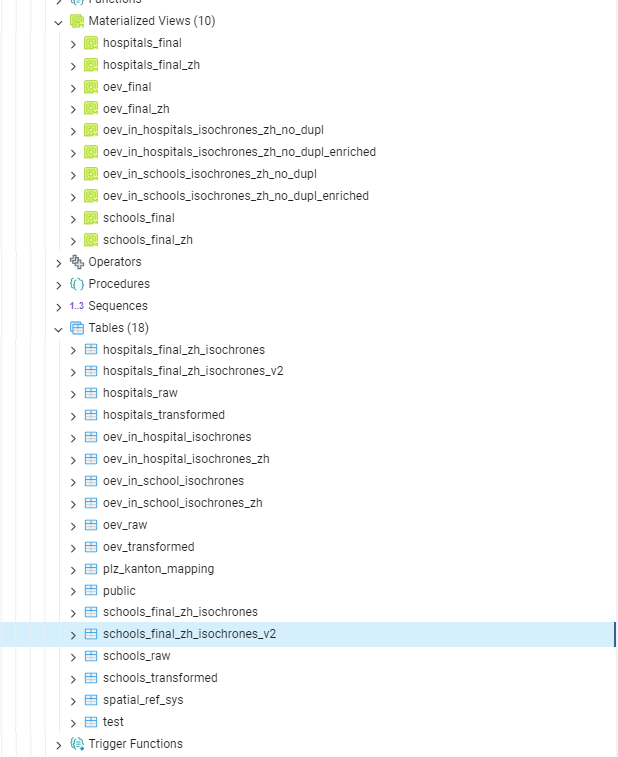 Functions
Materialized Views (10)
hospitals_final
hospitals_final_zh
oev_final
oev_final_zh
oev_in_hospitals_isochrones_zh_no_dupl
oev_in_hospitals_isochrones_zh_no_dupl_enriched
oev_in_schools_isochrones_zh_no_dupl
oev_in_schools_isochrones_zh_no_dupl_enriched
schools_final
schools_final_zh
Operators
Procedures
1..3 Sequences
Tables (18)
hospitals_final_zh_isochrones
hospitals_final_zh_isochrones_v2
hospitals_raw
hospitals_transformed
oev_in_hospital_isochrones
oev_in_hospital_isochrones_zh
oev_in_school_isochrones
oev_in_school_isochrones_zh
oev_raw
oev_transformed
plz_kanton_mapping
public
schools_final_zh_isochrones
schools_final_zh_isochrones_v2
schools_raw
schools_transformed
spatial_ref_sys
test
Trigger Functions